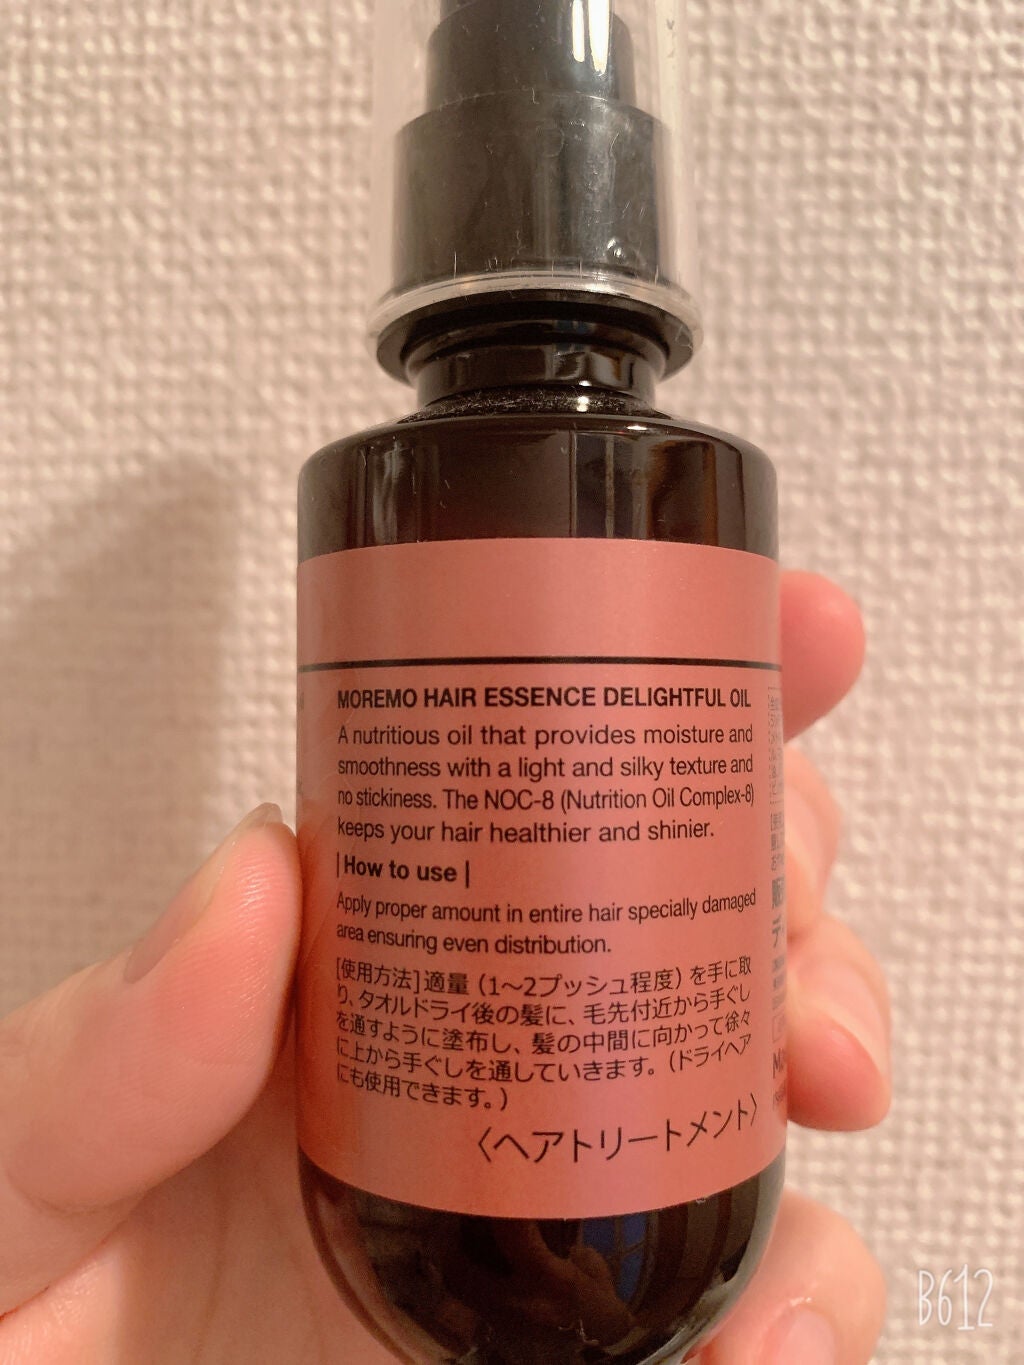 MOREMO HAIR ESSENCE DELIGHTFUL OIL
A nutritious oil that provides moisture and
smoothness with a light and silky texture and
no stickiness. The NOC-8 (Nutrition Oil Complex-8)
keeps your hair healthier and shinier.
|How to use|
Apply proper amount in entire hair specially damaged
area ensuring even distribution.
[使用方法]適量（1～2プッシュ程度）を手に取
り、タオルドライ後の髪に、毛先付近から手ぐし
を通すように塗布し、髪の中間に向かって徐々
に上から手ぐしを通していきます。（ドライヘア
にも使用できます。）
〈ヘアトリートメント〉
B612